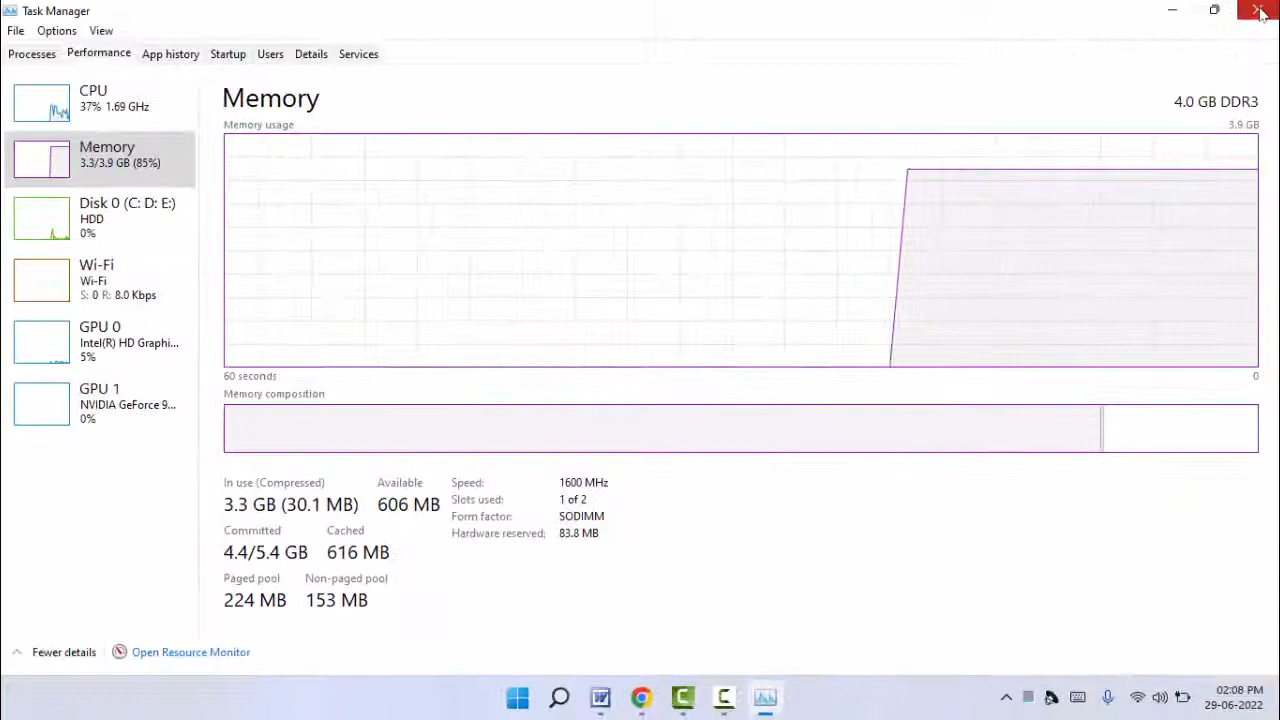 Task Manager
File Options View
Processes Performance App history Startup Users Details Services
CPU
37% 1.69 GHz
Memory
3.3/3.9 GB (85%)
Disk 0 (C: D: E:)
HDD
0%
Wi-Fi
Wi-Fi
S: 0 R: 8.0 Kbps
GPU 0
Intel(R) HD Graphi...
5%
GPU 1
NVIDIA GeForce 9...
0%
Memory 4.0 GB DDR3
Memory usage 3.9 GB
60 seconds 0
Memory composition
In use (Compressed) Available
3.3 GB (30.1 MB) 606 MB
Committed Cached
4.4/5.4 GB 616 MB
Paged pool Non-paged pool
224 MB 153 MB
Speed: 1600 MHz
Slots used: 1 of 2
Form factor: SODIMM
Hardware reserved: 83.8 MB
Fewer details Open Resource Monitor
02:08 PM
29-06-2022